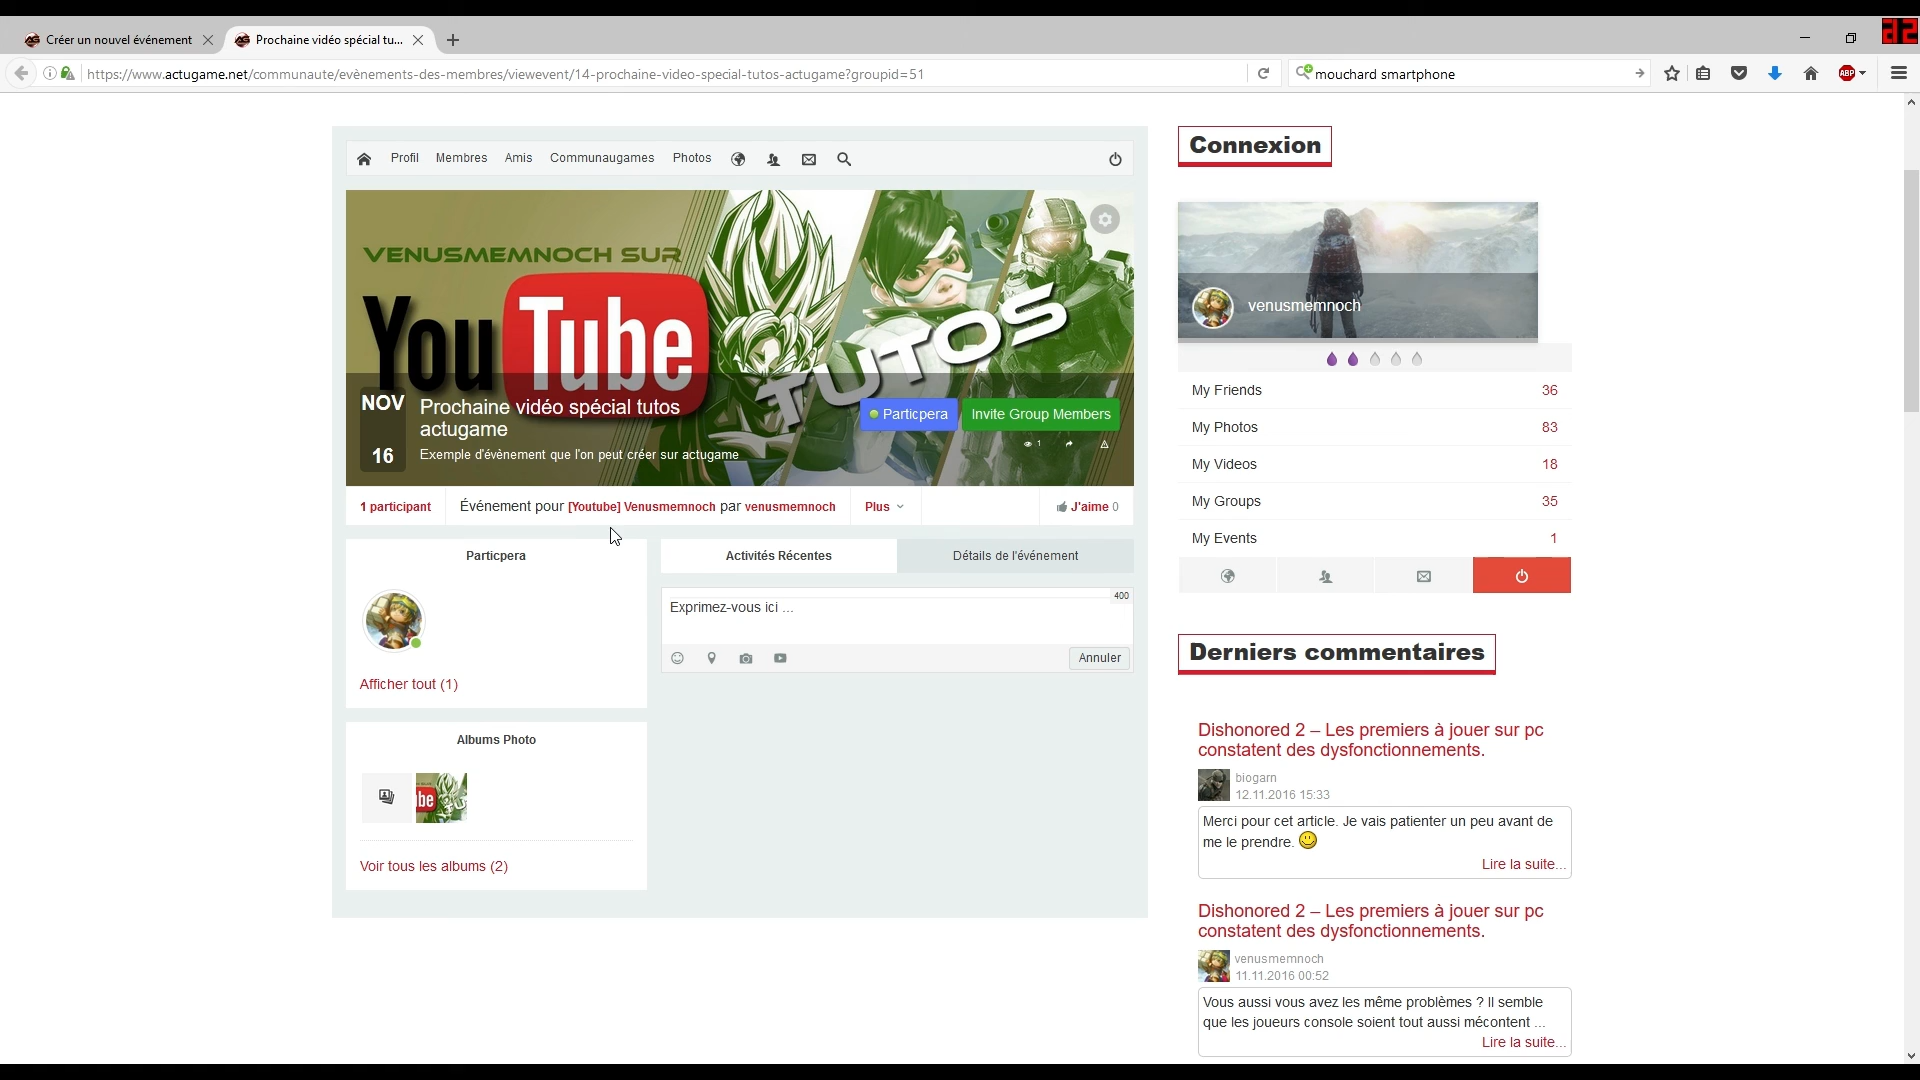 Créer un nouvel événement
Prochaine vidéo spécial tu...
https://www.actugame.net/communaute/evènements-des-membres/viewevent/14-prochaine-video-special-tutos-actugame?groupid=51
mouchard smartphone
ABP
Profil Membres Amis Communaugames Photos
VENUSMEMNOCH SUR
YouTube
TUTOS
NOV
16
Prochaine vidéo spécial tutos
actugame
Exemple d'évènement que l'on peut créer sur actugame
Particpera
Invite Group Members
1
1 participant
Événement pour [Youtube] Venusmemnoch par venusmemnoch
Plus
J'aime 0
Particpera
Afficher tout (1)
Albums Photo
Voir tous les albums (2)
Activités Récentes
Détails de l'événement
400
Exprimez-vous ici ...
Annuler
Connexion
venusmemnoch
My Friends 36
My Photos 83
My Videos 18
My Groups 35
My Events 1
Derniers commentaires
Dishonored 2 – Les premiers à jouer sur pc
constatent des dysfonctionnements.
biogarn
12.11.2016 15:33
Merci pour cet article. Je vais patienter un peu avant de
me le prendre.
Lire la suite...
Dishonored 2 – Les premiers à jouer sur pc
constatent des dysfonctionnements.
venusmemnoch
11.11.2016 00:52
Vous aussi vous avez les même problèmes ? Il semble
que les joueurs console soient tout aussi mécontent ...
Lire la suite...